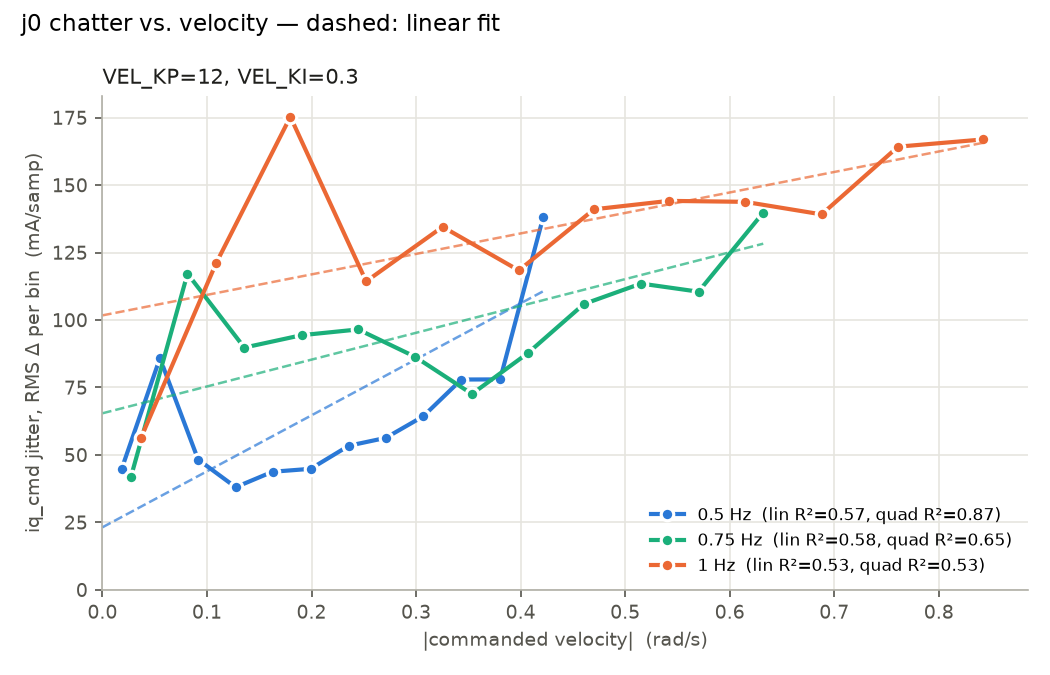 j0 chatter vs. velocity — dashed: linear fit
VEL_KP=12, VEL_KI=0.3
iq_cmd jitter, RMS Δ per bin  (mA/samp)
175
150
125
100
75
50
25
0
0.0 0.1 0.2 0.3 0.4 0.5 0.6 0.7 0.8
|commanded velocity|  (rad/s)
0.5 Hz  (lin R²=0.57, quad R²=0.87)
0.75 Hz  (lin R²=0.58, quad R²=0.65)
1 Hz  (lin R²=0.53, quad R²=0.53)